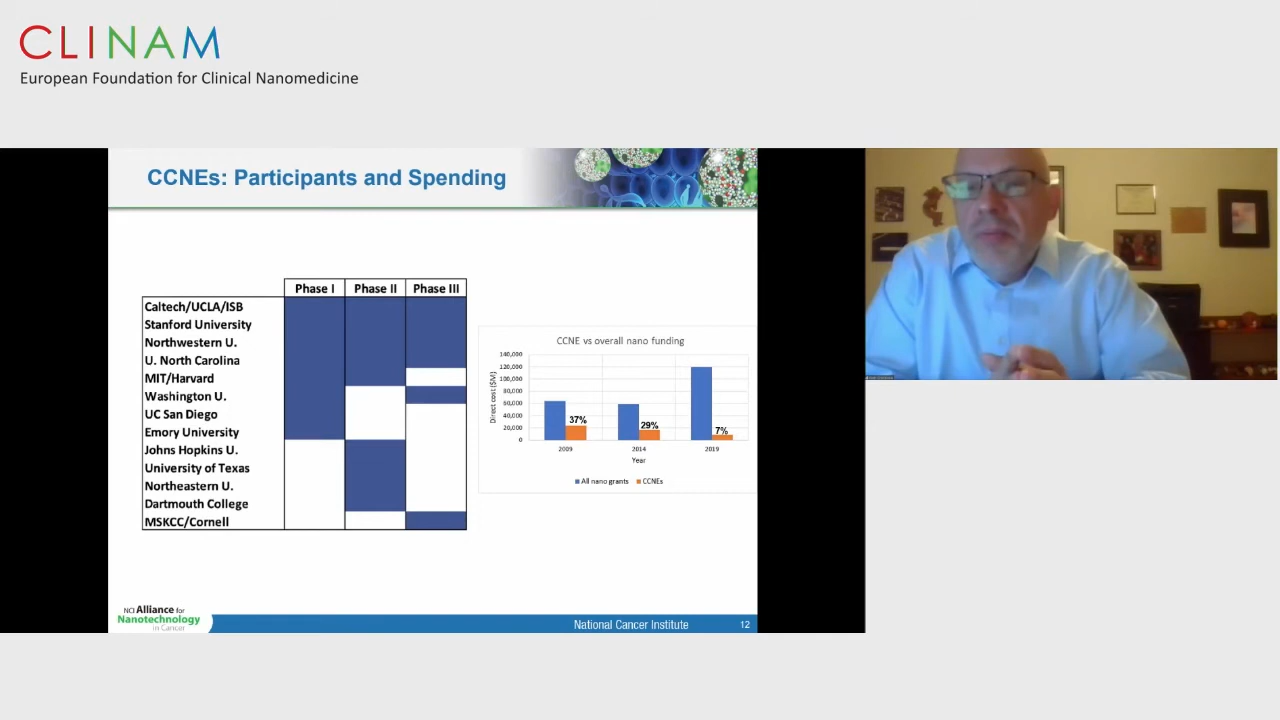 CLINAM
European Foundation for Clinical Nanomedicine
CCNEs: Participants and Spending
Phase I Phase II Phase III
Caltech/UCLA/ISB
Stanford University
Northwestern U.
U. North Carolina
MIT/Harvard
Washington U.
UC San Diego
Emory University
Johns Hopkins U.
University of Texas
Northeastern U.
Dartmouth College
MSKCC/Cornell
CCNE vs overall nano funding
Direct cost [$M]
140,000
120,000
100,000
80,000
60,000
40,000
20,000
0
37%
29%
7%
2009 2014 2019
Year
All nano grants CCNEs
NCI Alliance for
Nanotechnology
in Cancer
National Cancer Institute 12